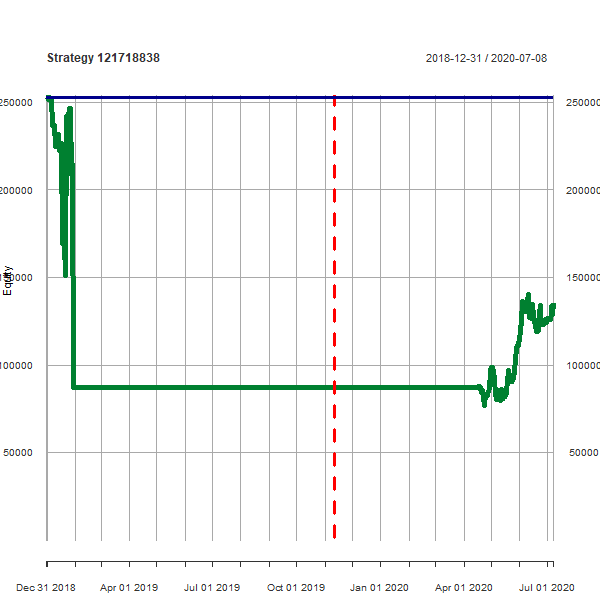 Strategy 121718838
2018-12-31 / 2020-07-08
250000 250000
200000 200000
150000
Equity
100000 100000
50000 50000
Dec 31 2018 Apr 01 2019 Jul 01 2019 Oct 01 2019 Jan 01 2020 Apr 01 2020 Jul 01 2020